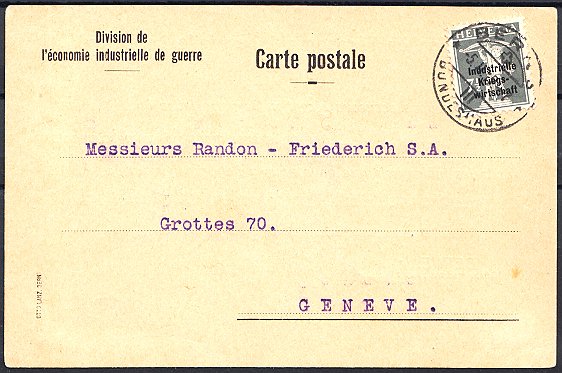 Division de
l'économie industrielle de guerre
Carte postale
HELVETIA
Industrielle
Kriegs-
wirtschaft
BUNDESHAUS
Messieurs Randon - Friederich S.A.
Grottes 70.
GENEVE.